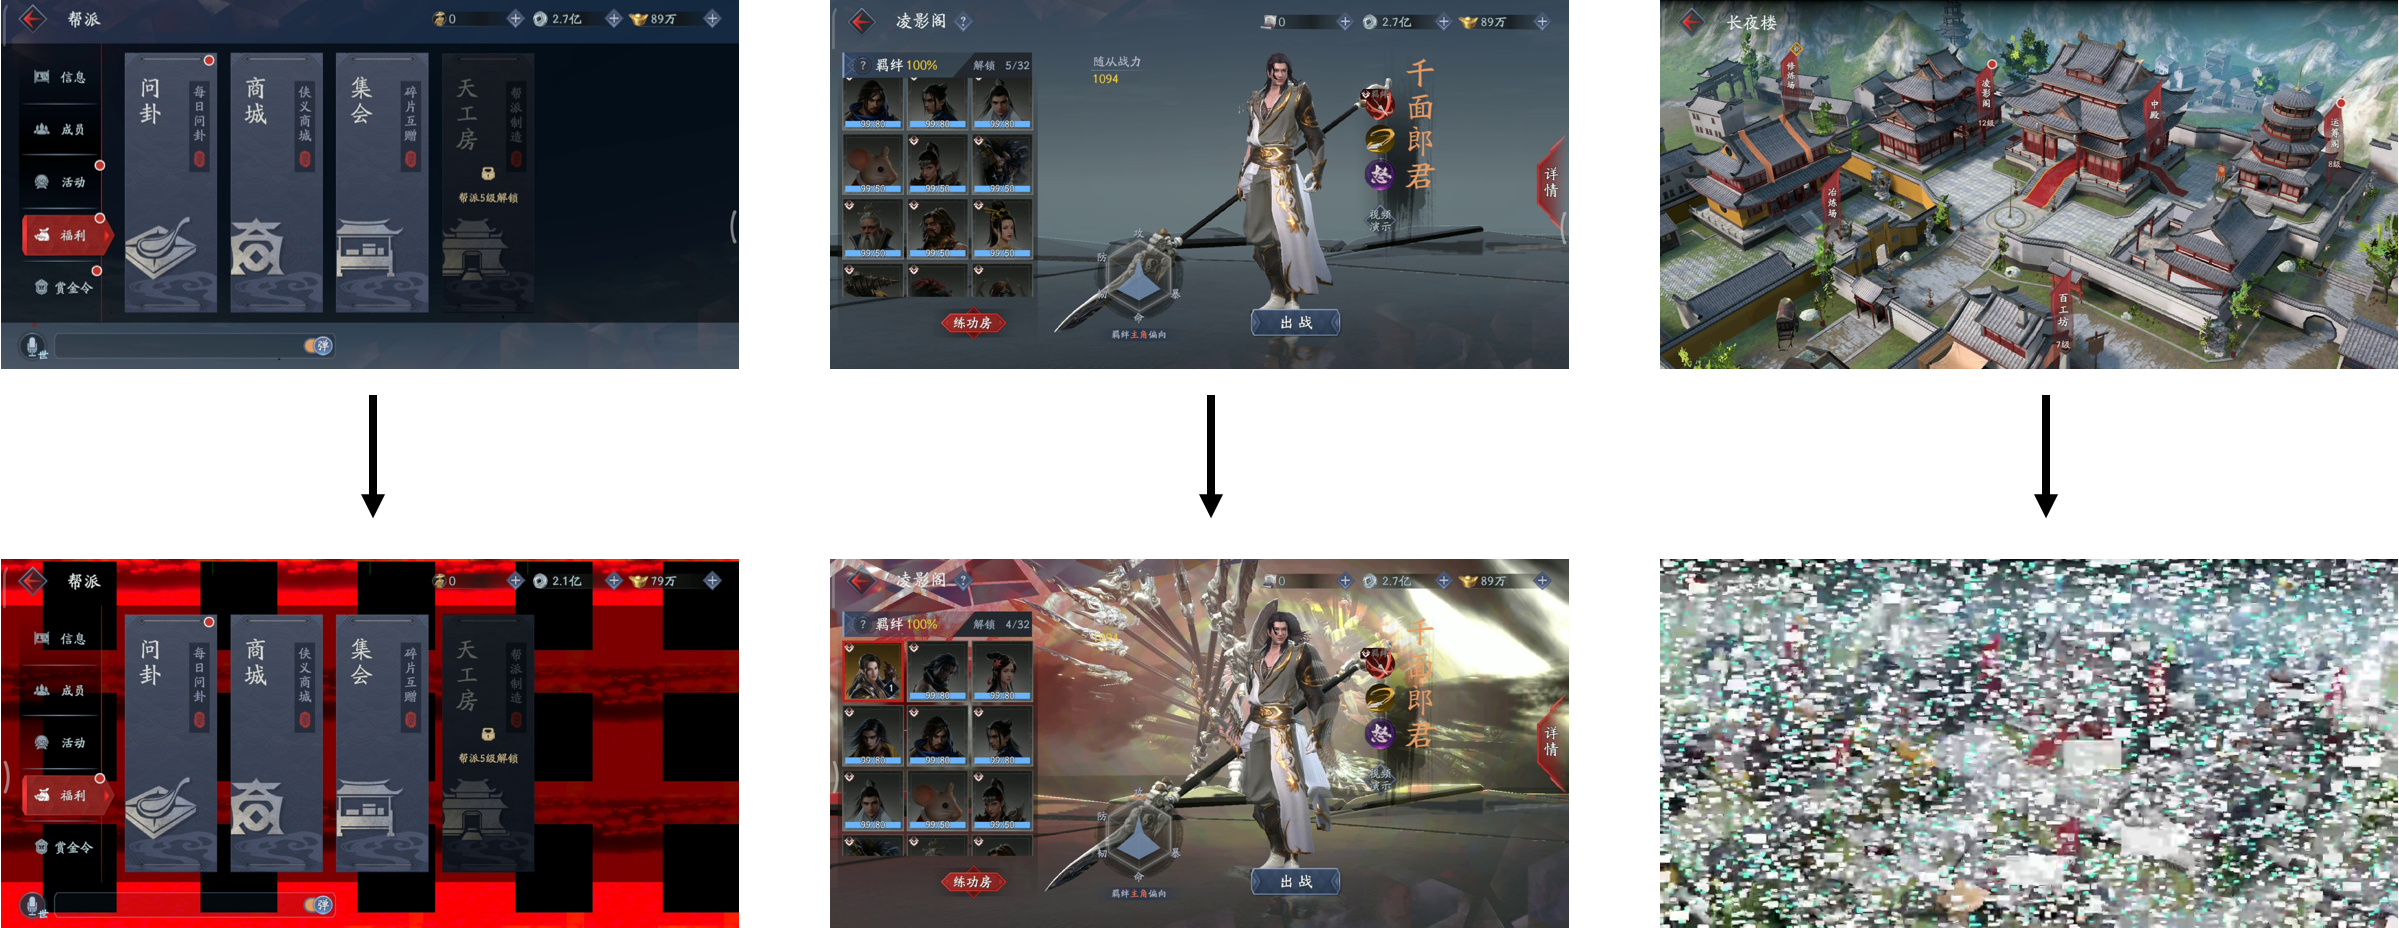 帮派
0
2.7亿
89万
信息
成员
活动
福利
赏金令
问卦
每日问卦
商城
侠义商城
集会
碎片互赠
天工房
帮派制造
帮派5级解锁
世
弹
凌影阁
?
0
2.7亿
89万
? 羁绊100%
解锁 5/32
99/80
99/80
99/80
99/50
99/50
99/50
99/50
99/50
99/50
练功房
随从战力
1094
千面郎君
怒
视频演示
详情
攻
防
韧
暴
命
羁绊主角偏向
出战
长夜楼
修炼场
凌影阁
12级
中殿
运筹阁
8级
冶炼场
百工坊
7级
帮派
0
2.1亿
79万
信息
成员
活动
福利
赏金令
问卦
每日问卦
商城
侠义商城
集会
碎片互赠
天工房
帮派制造
帮派5级解锁
世
弹
凌影阁
?
0
2.7亿
89万
? 羁绊100%
解锁 4/32
1
99/80
99/50
99/80
99/80
99/80
99/80
99/50
99/50
练功房
1094
千面郎君
怒
视频演示
详情
攻
防
韧
暴
命
羁绊主角偏向
出战